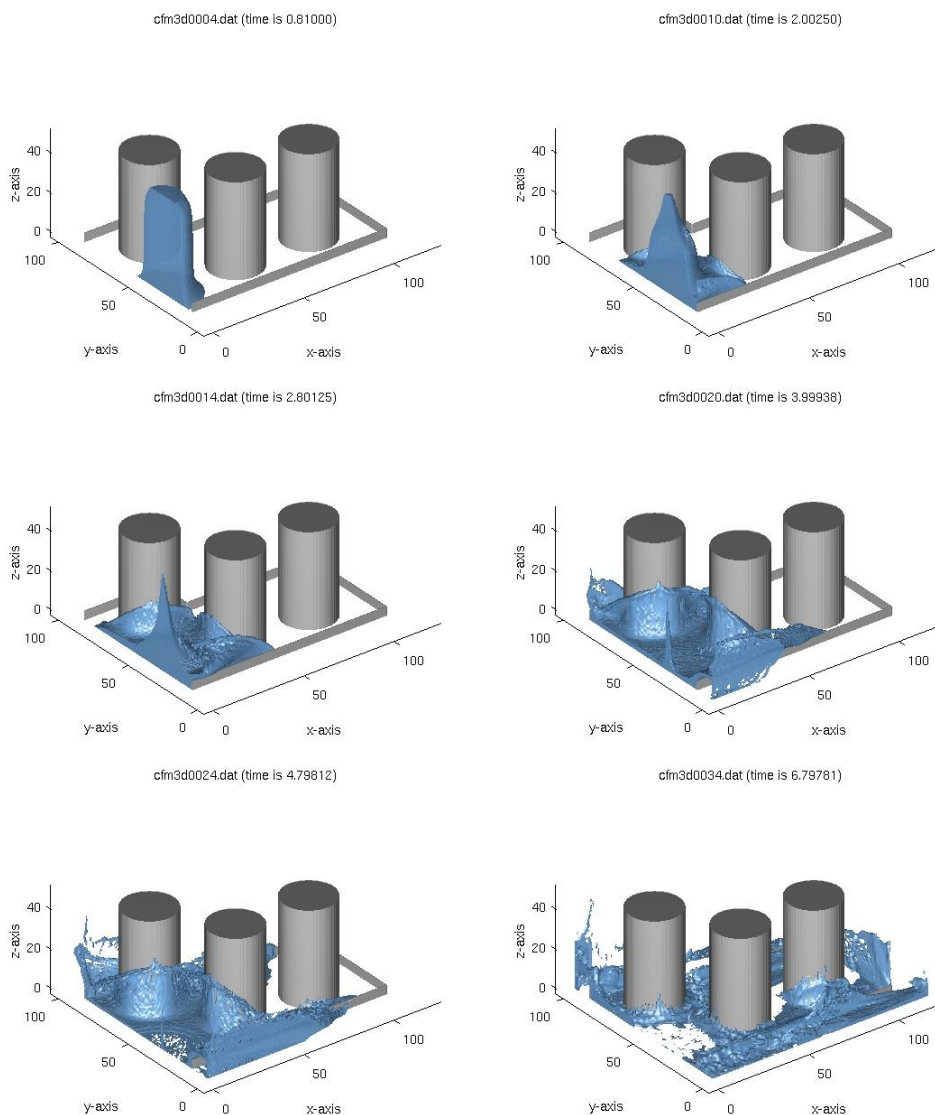 cfm3d0004.dat (time is 0.81000)
z-axis
40
20
0
100
50
0
y-axis
0
50
100
x-axis
cfm3d0010.dat (time is 2.00250)
z-axis
40
20
0
100
50
0
y-axis
0
50
100
x-axis
cfm3d0014.dat (time is 2.80125)
z-axis
40
20
0
100
50
0
y-axis
0
50
100
x-axis
cfm3d0020.dat (time is 3.99938)
z-axis
40
20
0
100
50
0
y-axis
0
50
100
x-axis
cfm3d0024.dat (time is 4.79812)
z-axis
40
20
0
100
50
0
y-axis
0
50
100
x-axis
cfm3d0034.dat (time is 6.79781)
z-axis
40
20
0
100
50
0
y-axis
0
50
100
x-axis